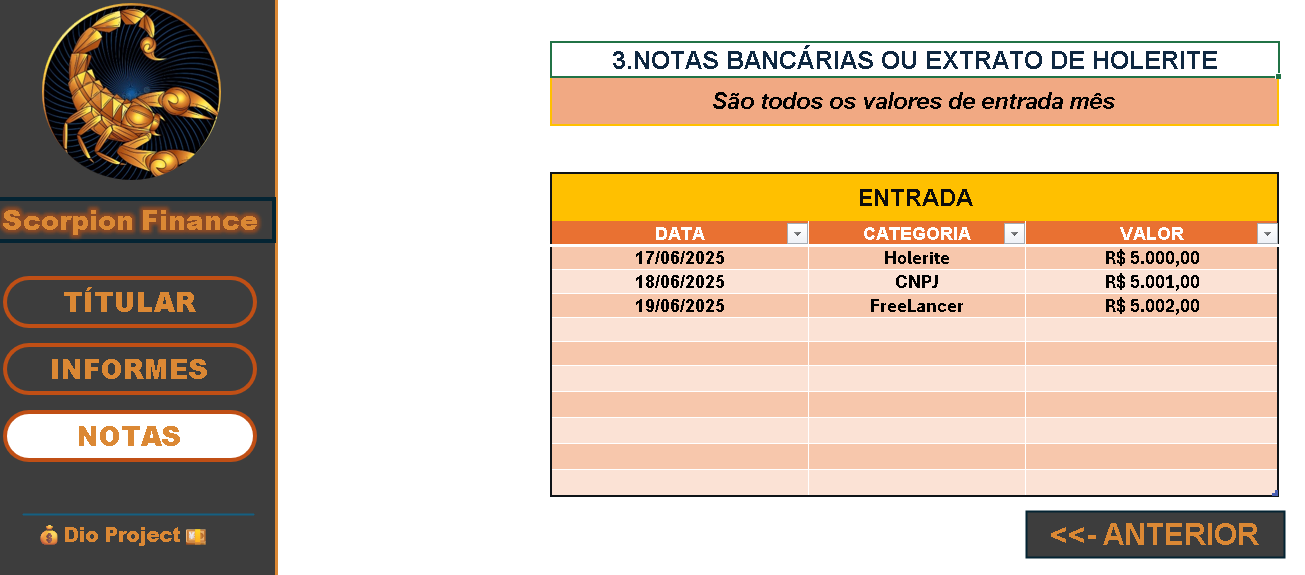 Scorpion Finance
TÍTULAR
INFORMES
NOTAS
Dio Project
3.NOTAS BANCÁRIAS OU EXTRATO DE HOLERITE
São todos os valores de entrada mês
ENTRADA
DATA CATEGORIA VALOR
17/06/2025 Holerite R$ 5.000,00
18/06/2025 CNPJ R$ 5.001,00
19/06/2025 FreeLancer R$ 5.002,00
<<- ANTERIOR